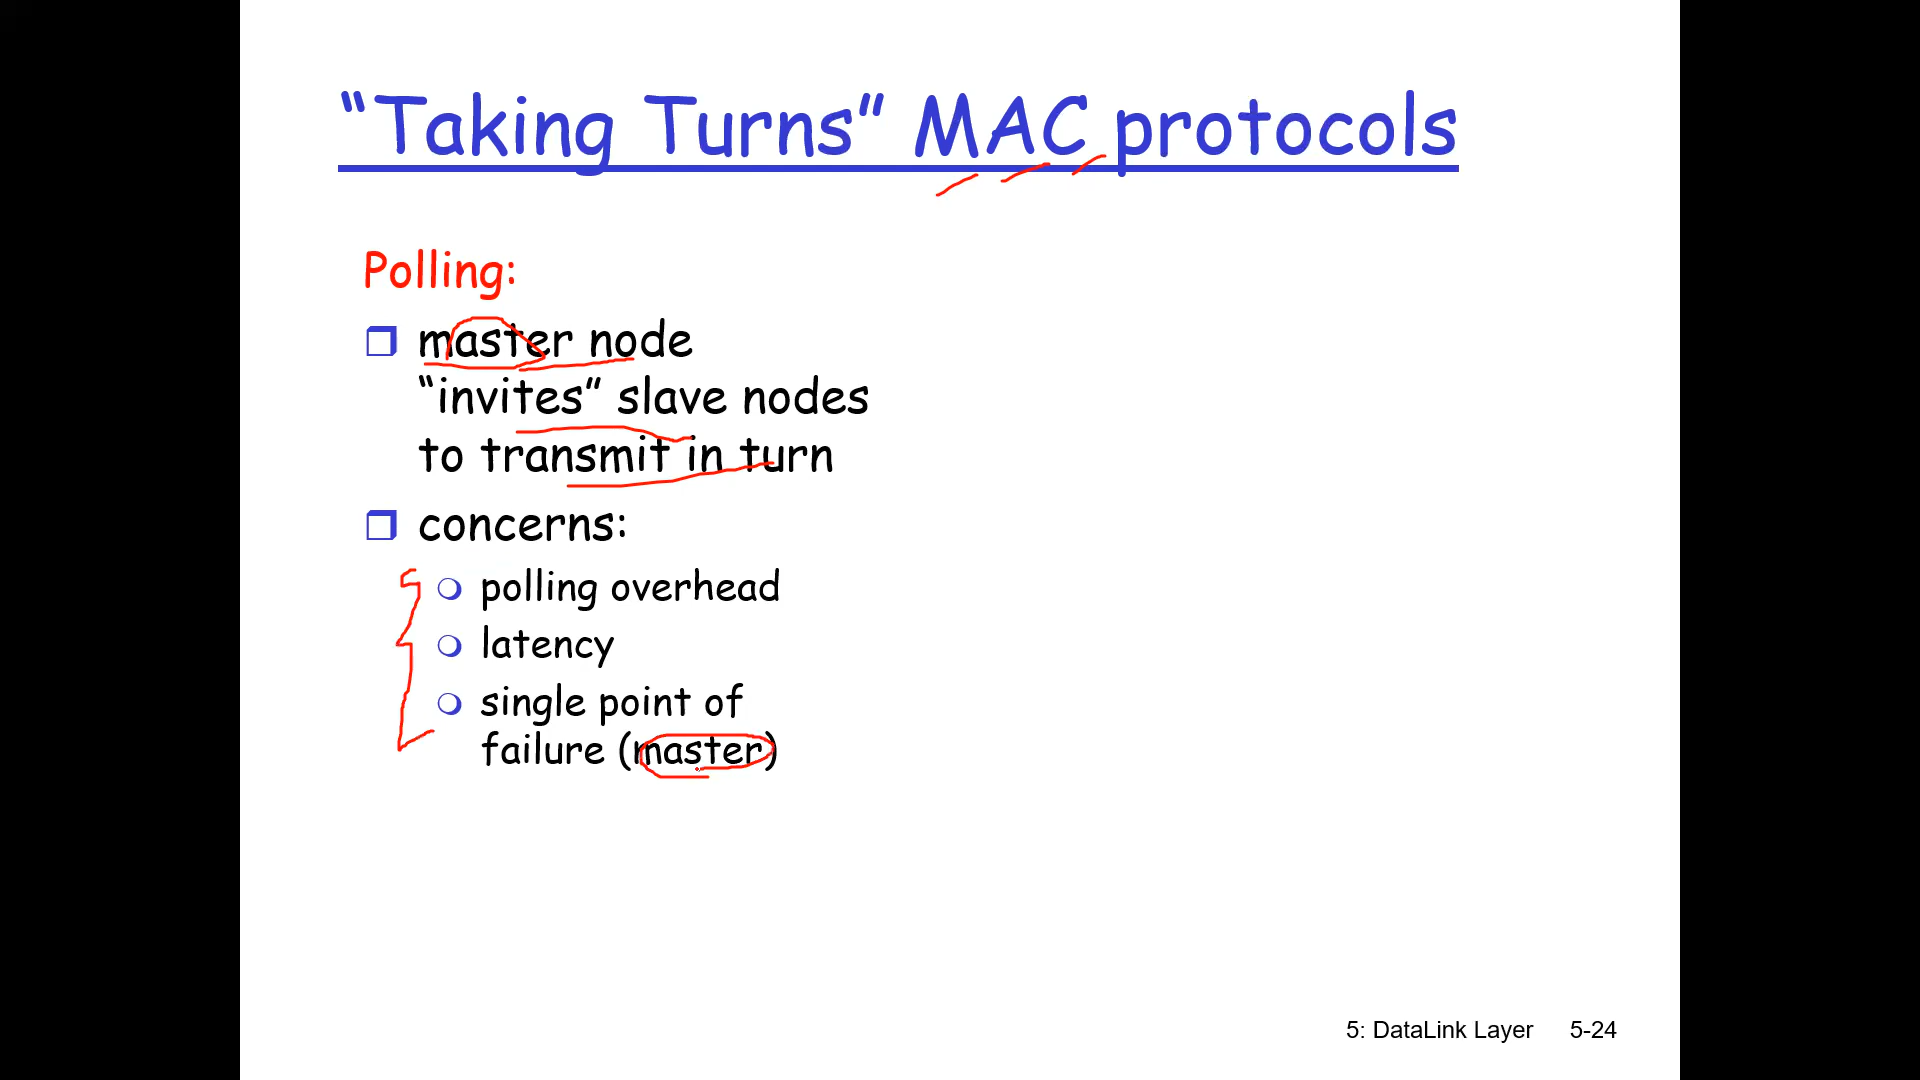 “Taking Turns” MAC protocols
Polling:
master node
“invites” slave nodes
to transmit in turn
concerns:
polling overhead
latency
single point of
failure (master)
5: DataLink Layer 5-24